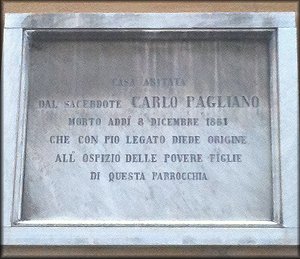 CASA ABITATA
DAL SACERDOTE CARLO PAGLIANO
MORTO ADDÌ 8 DICEMBRE 1851
CHE CON PIO LEGATO DIEDE ORIGINE
ALL' OSPIZIO DELLE POVERE FIGLIE
DI QUESTA PARROCCHIA